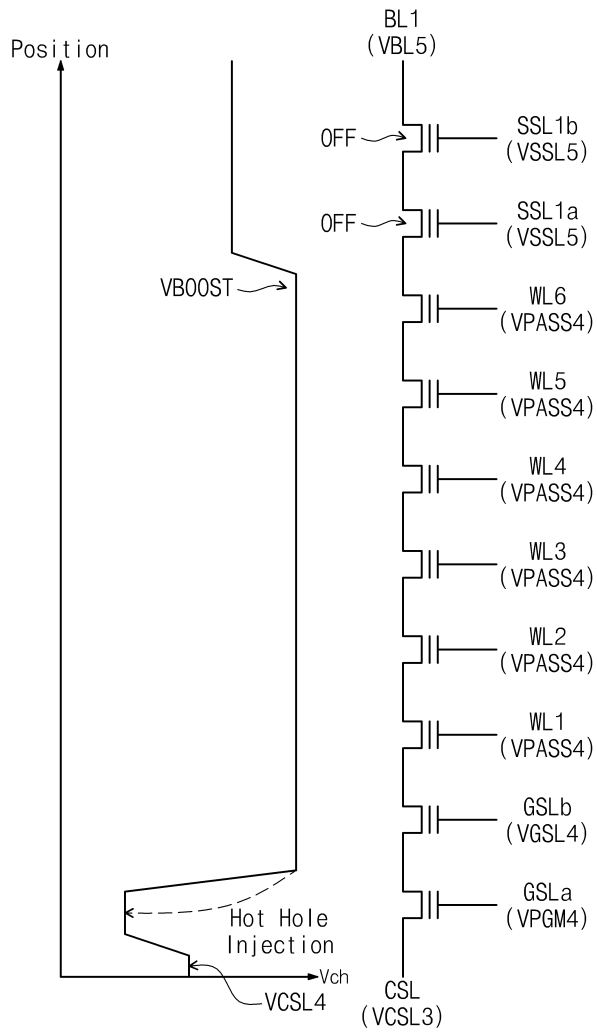 Position
BL1
(VBL5)
OFF
SSL1b
(VSSL5)
OFF
SSL1a
(VSSL5)
VBOOST
WL6
(VPASS4)
WL5
(VPASS4)
WL4
(VPASS4)
WL3
(VPASS4)
WL2
(VPASS4)
WL1
(VPASS4)
GSLb
(VGSL4)
GSLa
(VPGM4)
Hot Hole
Injection
Vch
VCSL4
CSL
(VCSL3)